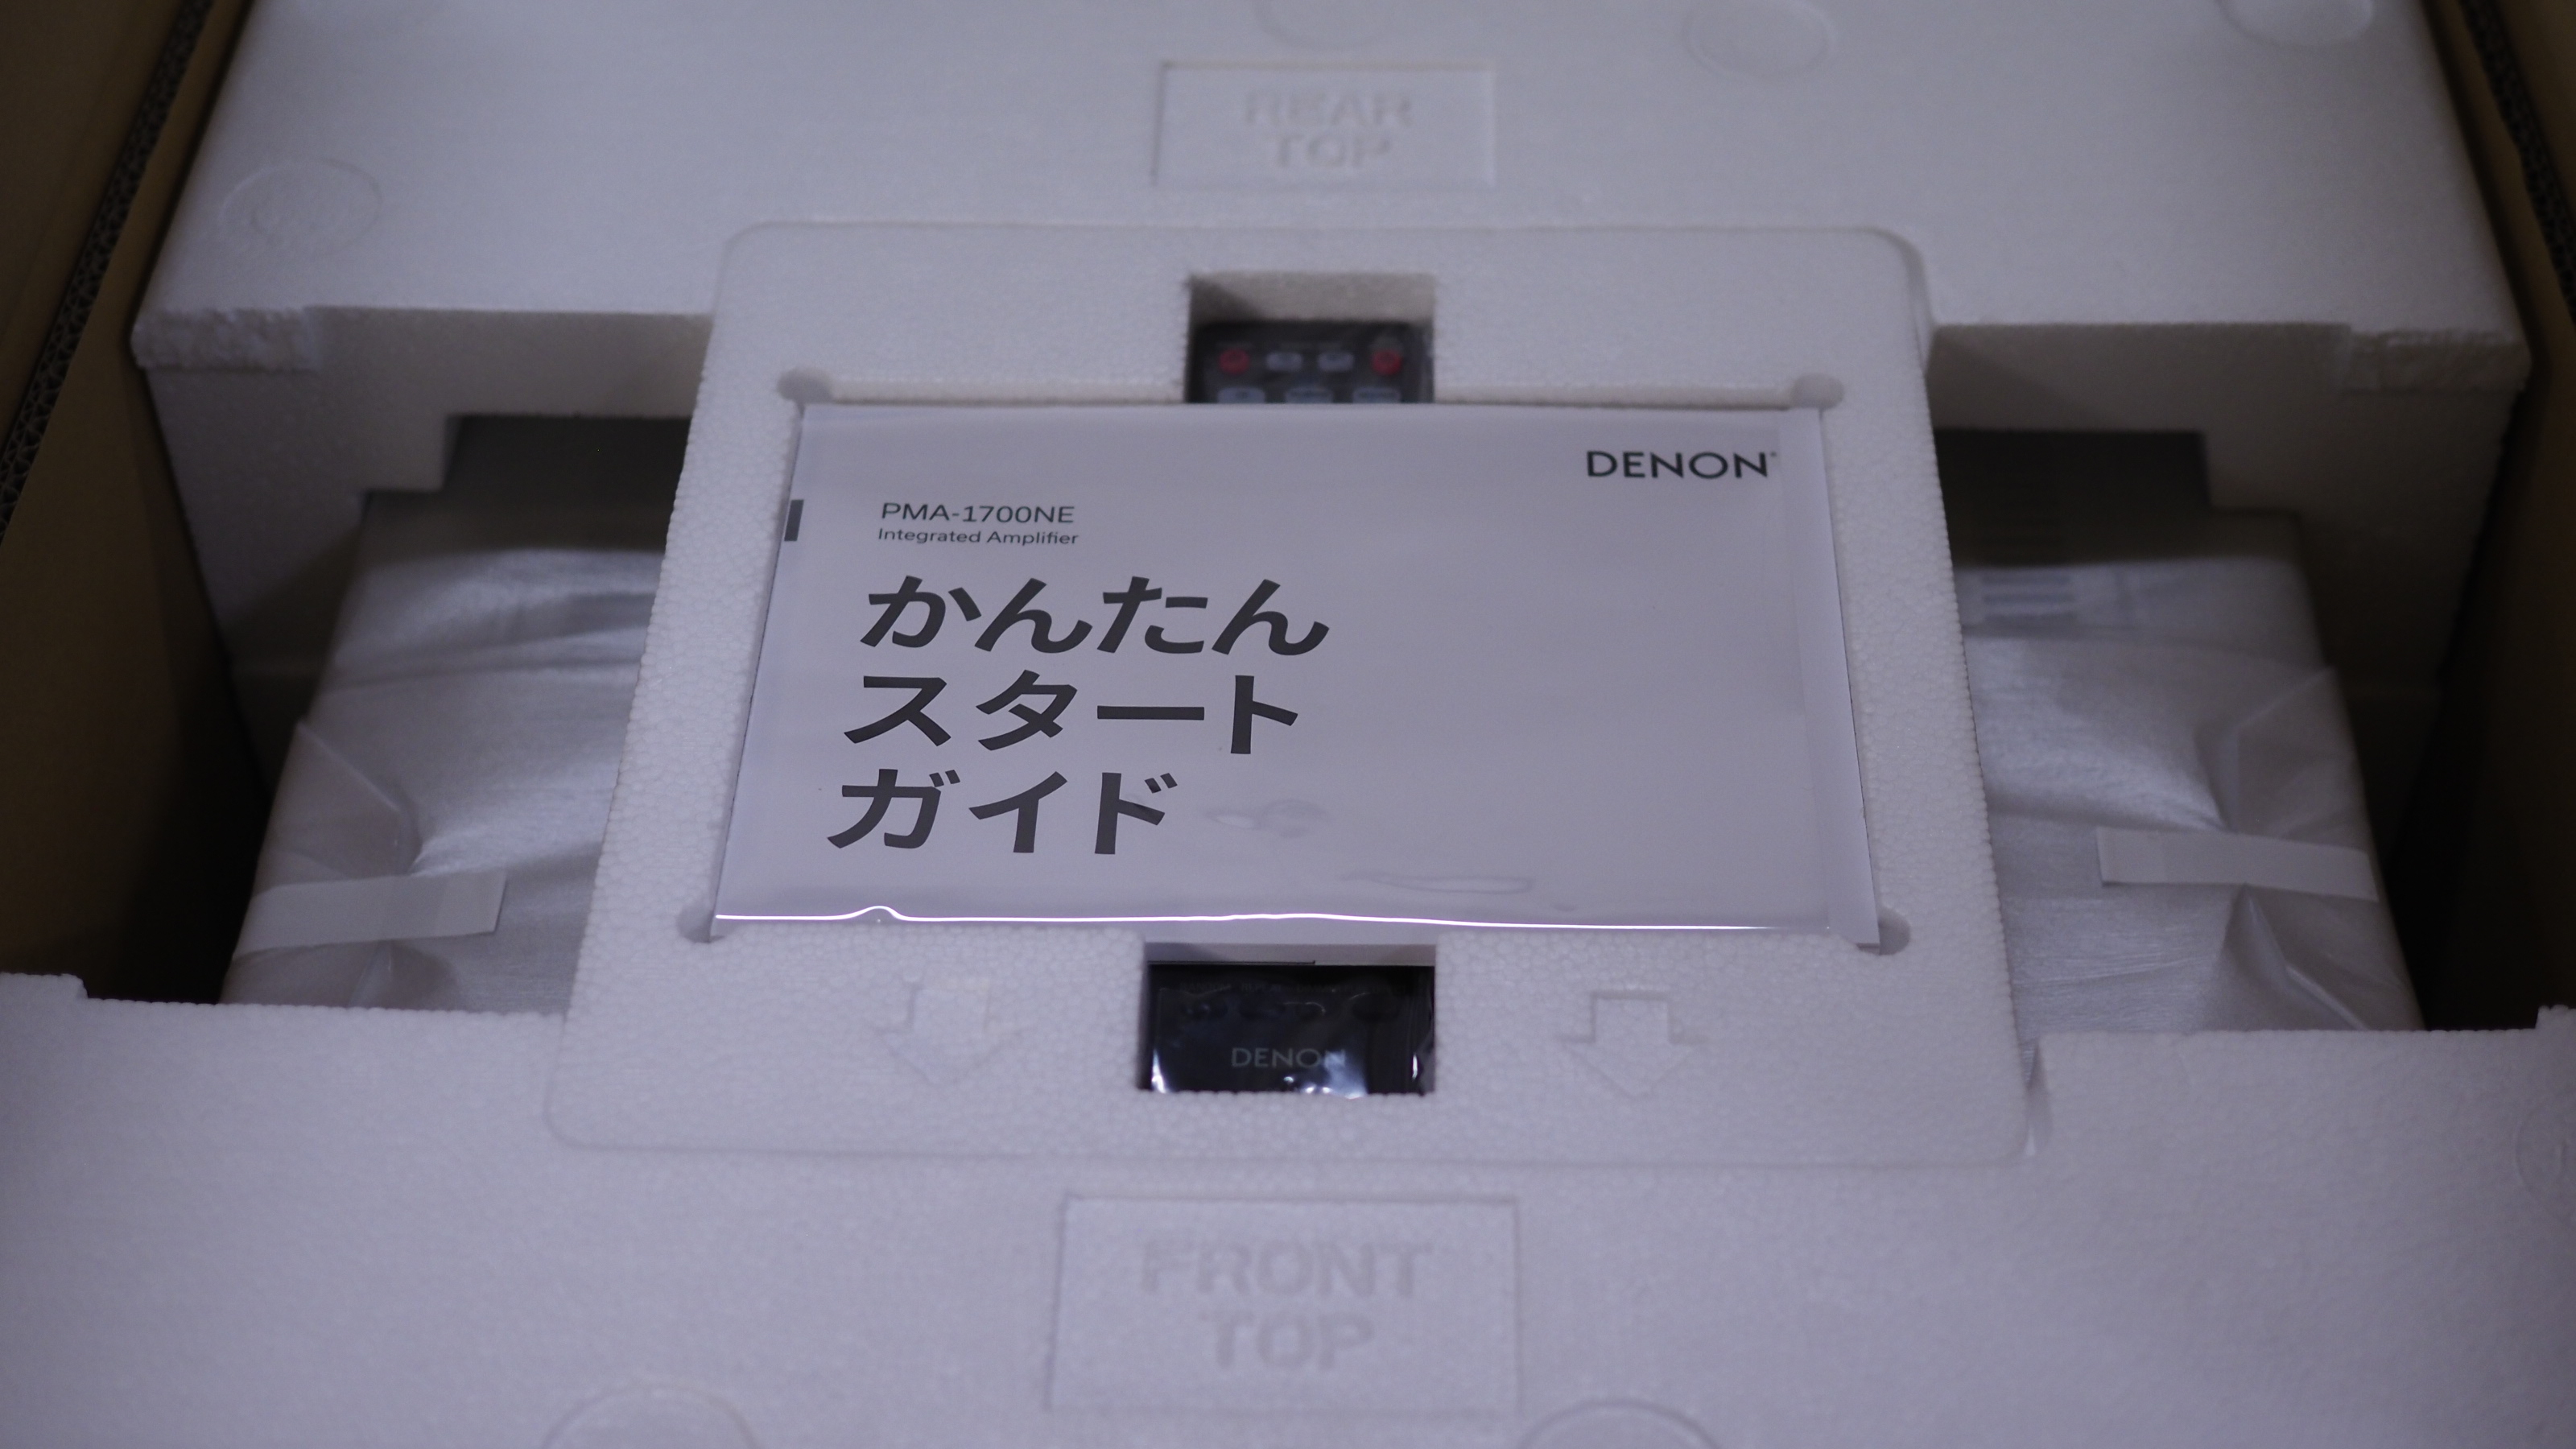 REAR
TOP
DENON
PMA-1700NE
Integrated Amplifier
かんたん
スタート
ガイド
DENON
FRONT
TOP